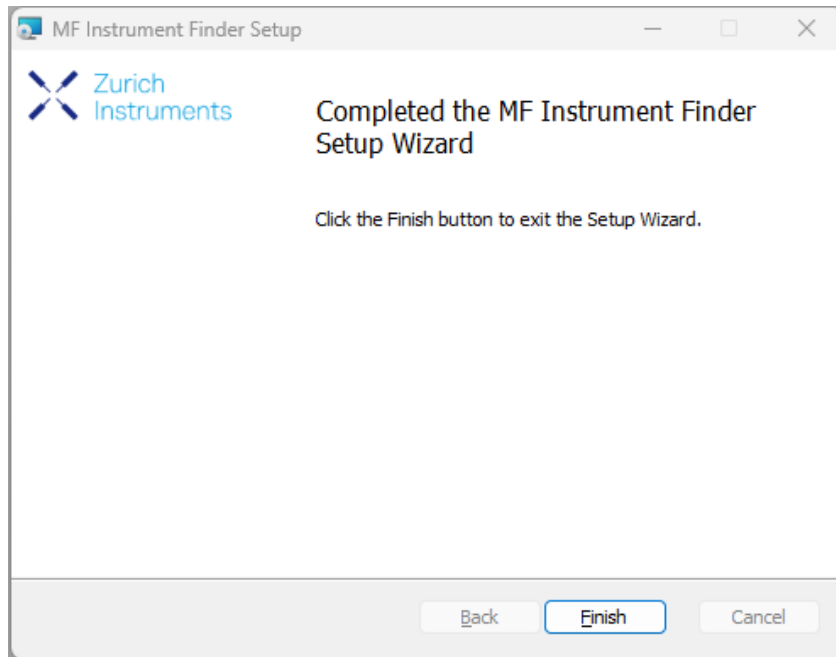 MF Instrument Finder Setup
Zurich
Instruments
Completed the MF Instrument Finder
Setup Wizard
Click the Finish button to exit the Setup Wizard.
Back Finish Cancel